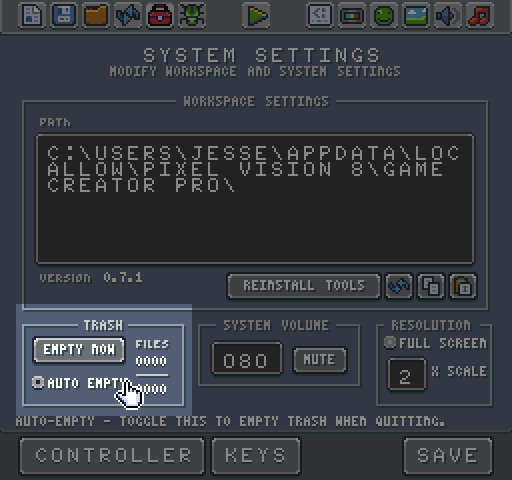 SYSTEM SETTINGS
MODIFY WORKSPACE AND SYSTEM SETTINGS
WORKSPACE SETTINGS
PATH
C:\USERS\JESSE\APPDATA\LOC
ALLOW\PIXEL VISION 8\GAME
CREATOR PRO\
VERSION 0.7.1
REINSTALL TOOLS
TRASH
SYSTEM VOLUME
RESOLUTION
EMPTY NOW
FILES
0000
080
MUTE
FULL SCREEN
AUTO EMPTY
0000
2
X SCALE
AUTO-EMPTY - TOGGLE THIS TO EMPTY TRASH WHEN QUITTING.
CONTROLLER
KEYS
SAVE